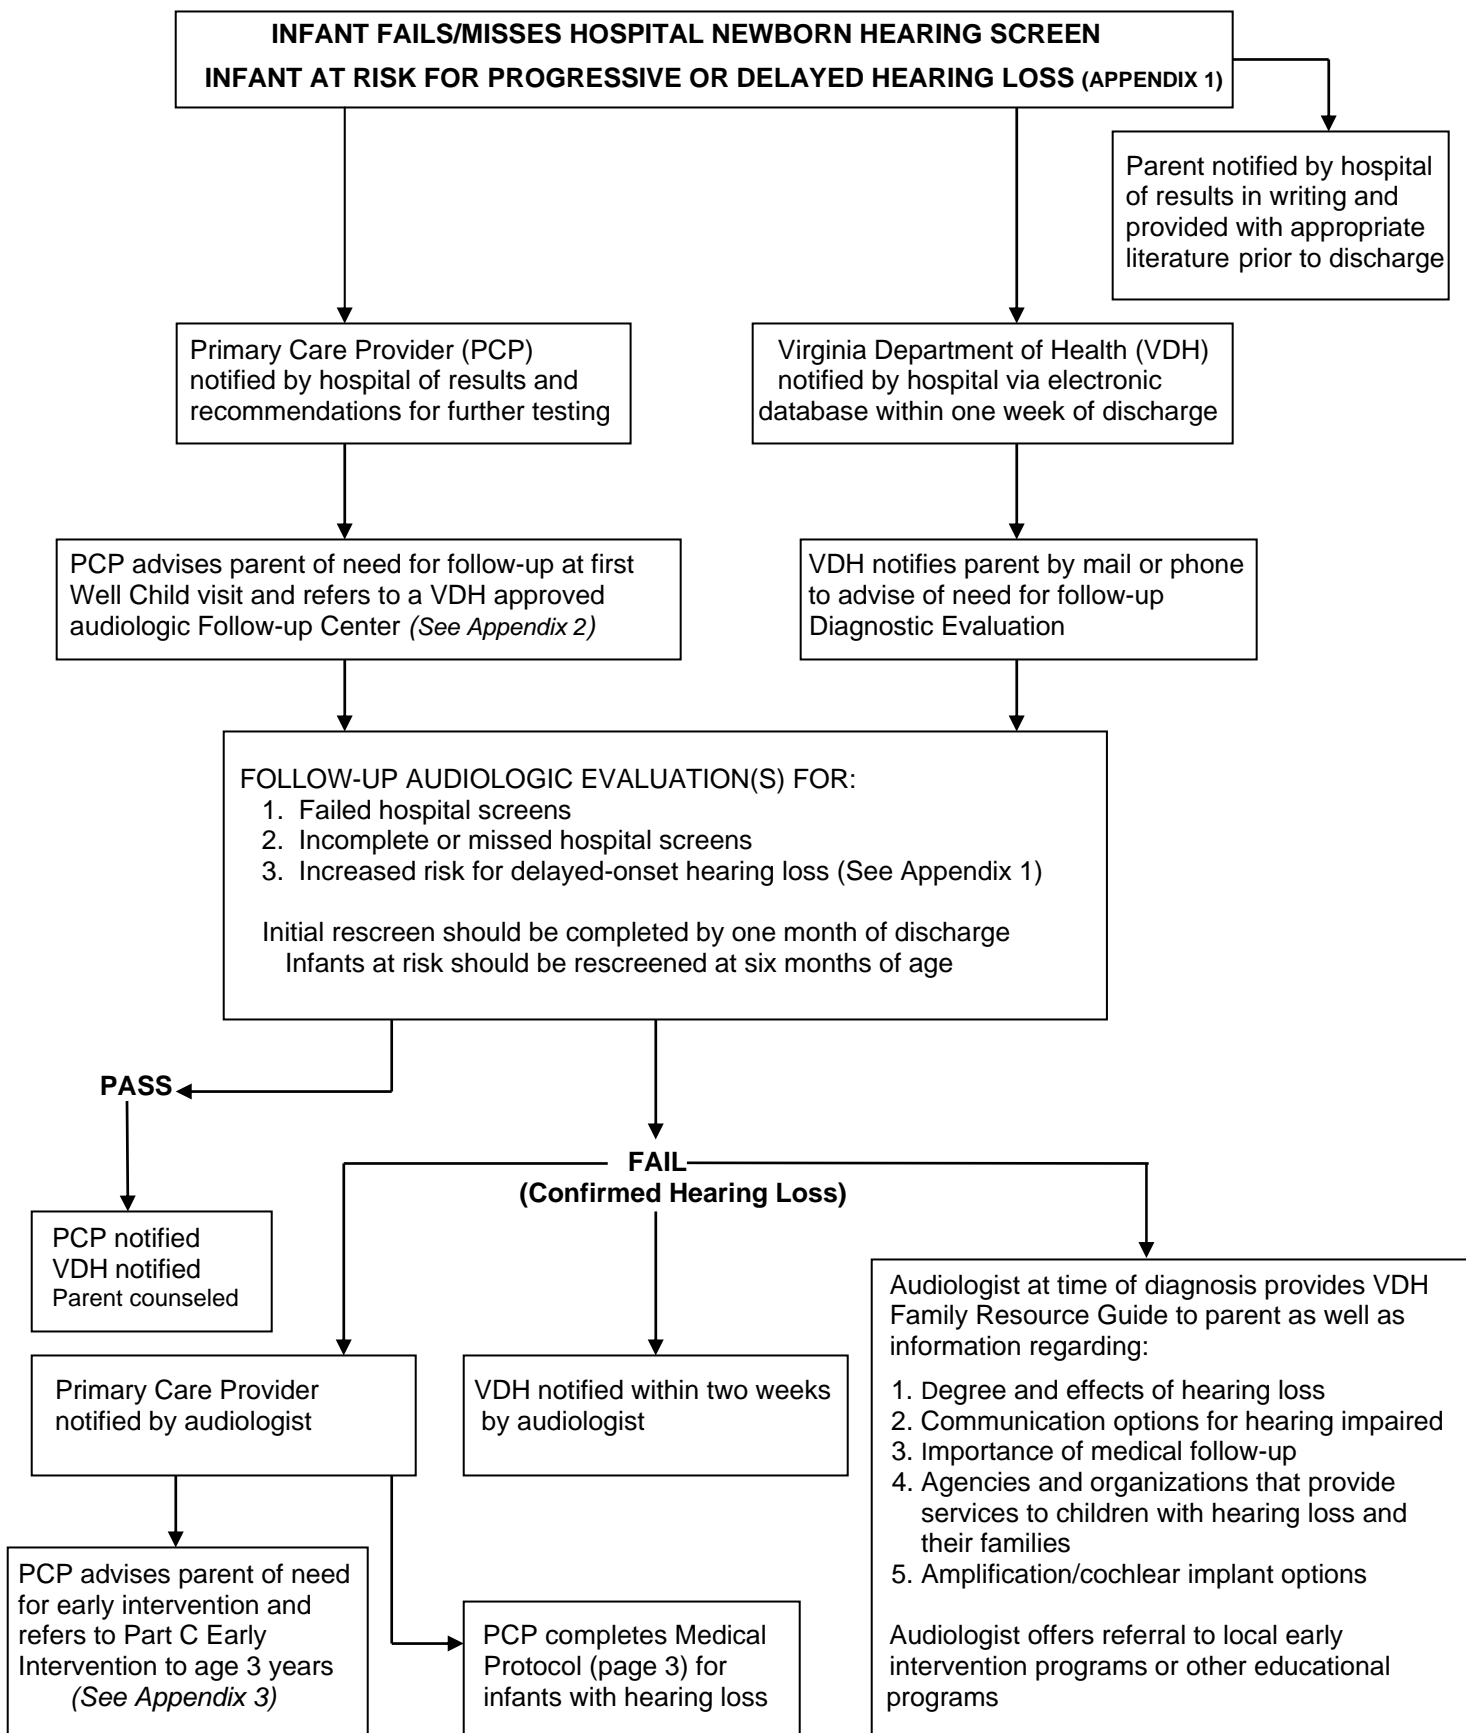 INFANT FAILS/MISSES HOSPITAL NEWBORN HEARING SCREEN
INFANT AT RISK FOR PROGRESSIVE OR DELAYED HEARING LOSS (APPENDIX 1)
Parent notified by hospital
of results in writing and
provided with appropriate
literature prior to discharge
Primary Care Provider (PCP)
notified by hospital of results and
recommendations for further testing
Virginia Department of Health (VDH)
notified by hospital via electronic
database within one week of discharge
PCP advises parent of need for follow-up at first
Well Child visit and refers to a VDH approved
audiologic Follow-up Center (See Appendix 2)
VDH notifies parent by mail or phone
to advise of need for follow-up
Diagnostic Evaluation
FOLLOW-UP AUDIOLOGIC EVALUATION(S) FOR:
1. Failed hospital screens
2. Incomplete or missed hospital screens
3. Increased risk for delayed-onset hearing loss (See Appendix 1)
Initial rescreen should be completed by one month of discharge
Infants at risk should be rescreened at six months of age
PASS
FAIL
(Confirmed Hearing Loss)
PCP notified
VDH notified
Parent counseled
Primary Care Provider
notified by audiologist
VDH notified within two weeks
by audiologist
Audiologist at time of diagnosis provides VDH
Family Resource Guide to parent as well as
information regarding:
1. Degree and effects of hearing loss
2. Communication options for hearing impaired
3. Importance of medical follow-up
4. Agencies and organizations that provide
services to children with hearing loss and
their families
5. Amplification/cochlear implant options
Audiologist offers referral to local early
intervention programs or other educational
programs
PCP advises parent of need
for early intervention and
refers to Part C Early
Intervention to age 3 years
(See Appendix 3)
PCP completes Medical
Protocol (page 3) for
infants with hearing loss